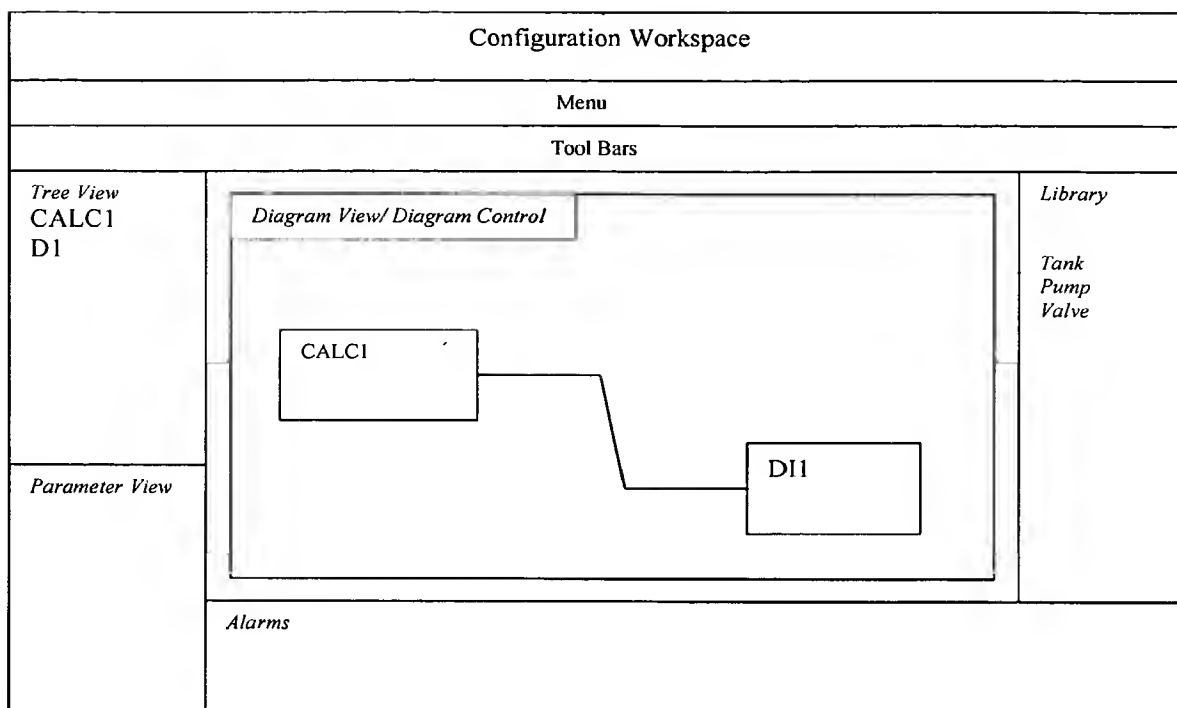 Configuration Workspace
Menu
Tool Bars
Tree View
CALC1
D1
Parameter View
Diagram View/ Diagram Control
CALC1
DI1
Library
Tank
Pump
Valve
Alarms